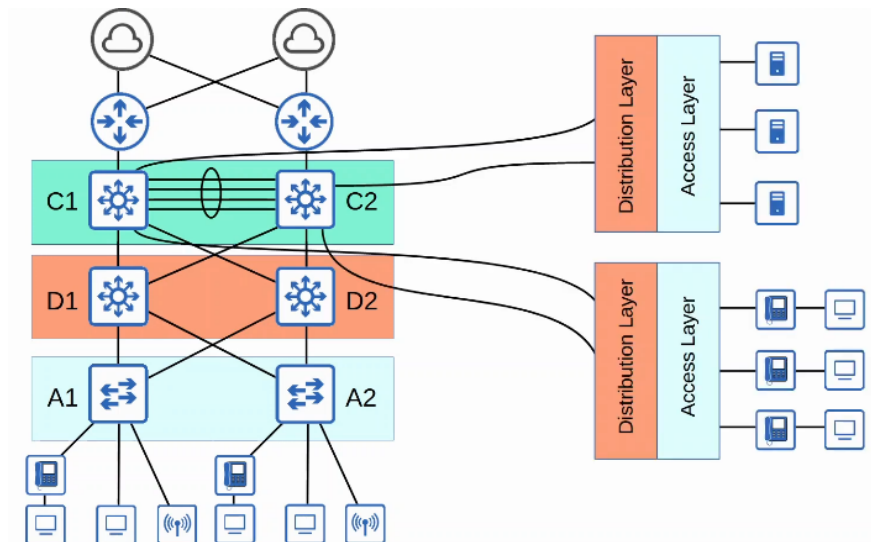 C1
C2
D1
D2
A1
A2
Distribution Layer
Access Layer
Distribution Layer
Access Layer